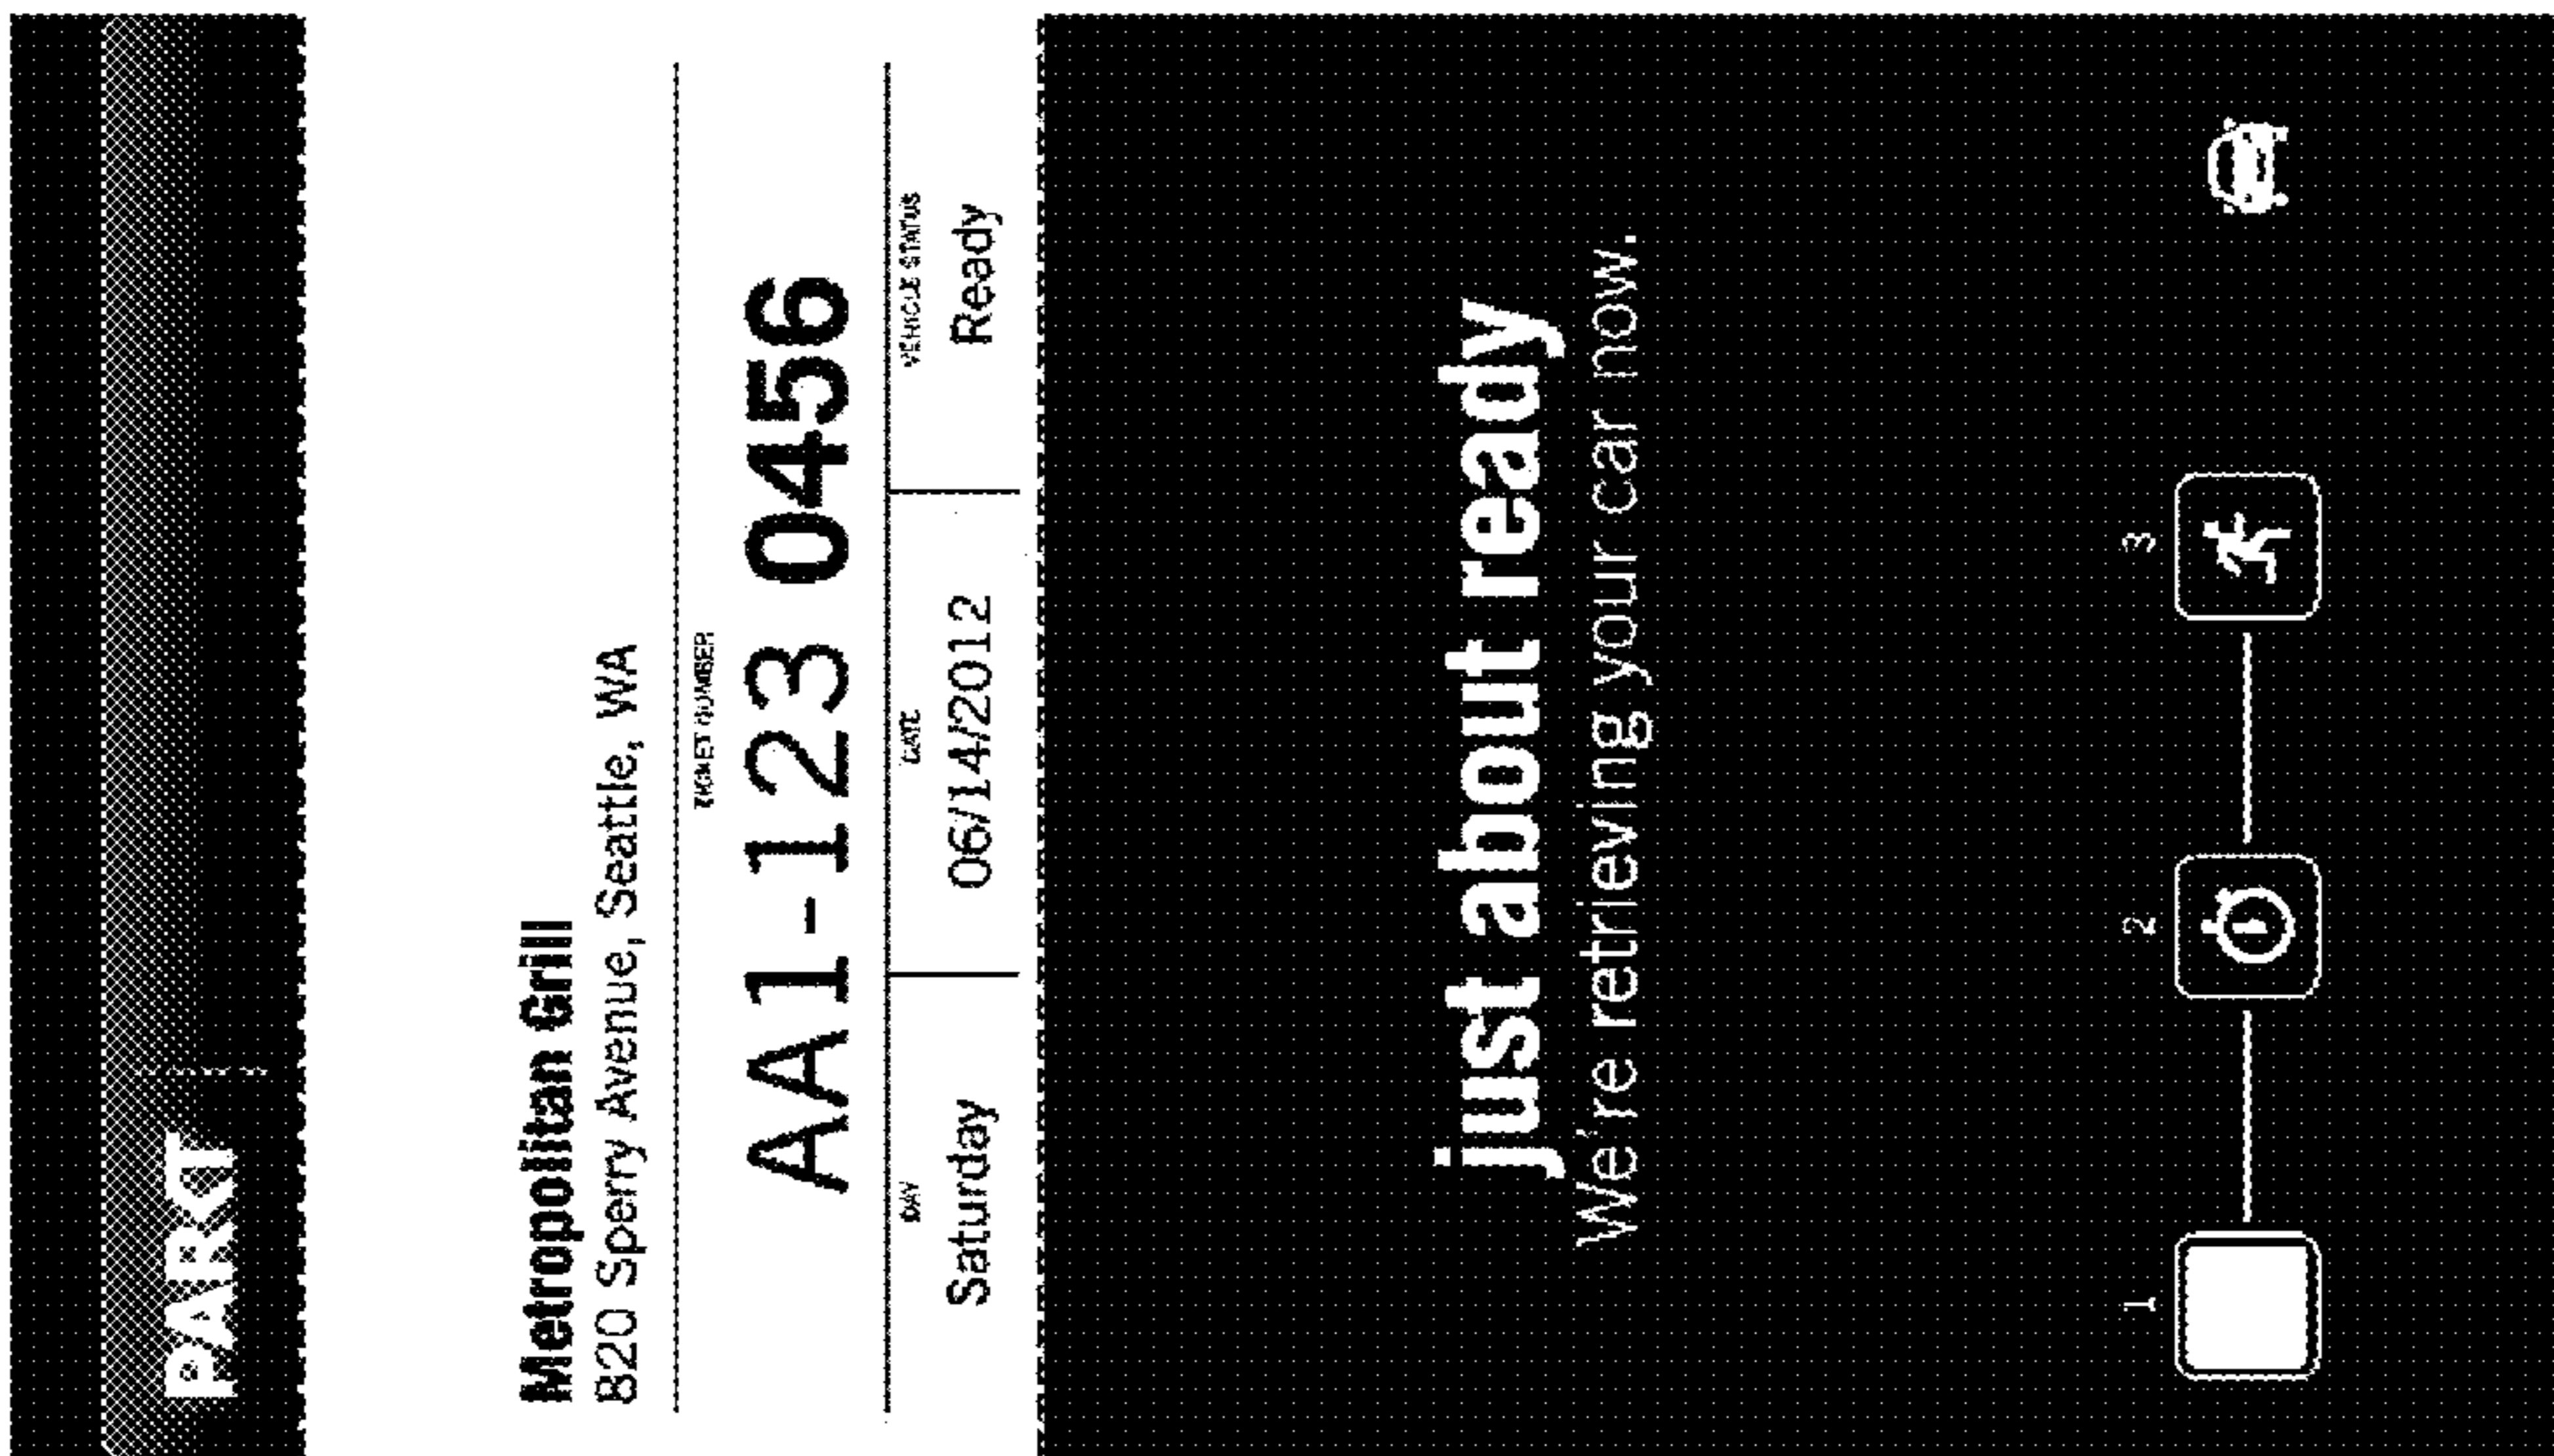 PARKT
Metropolitan Grill
820 Sperry Avenue, Seattle, WA
TICKET NUMBER
AA1-123 0456
DAY
Saturday
DATE
06/14/2012
VEHICLE STATUS
Ready
just about ready
We're retrieving your car now.
1
2
3